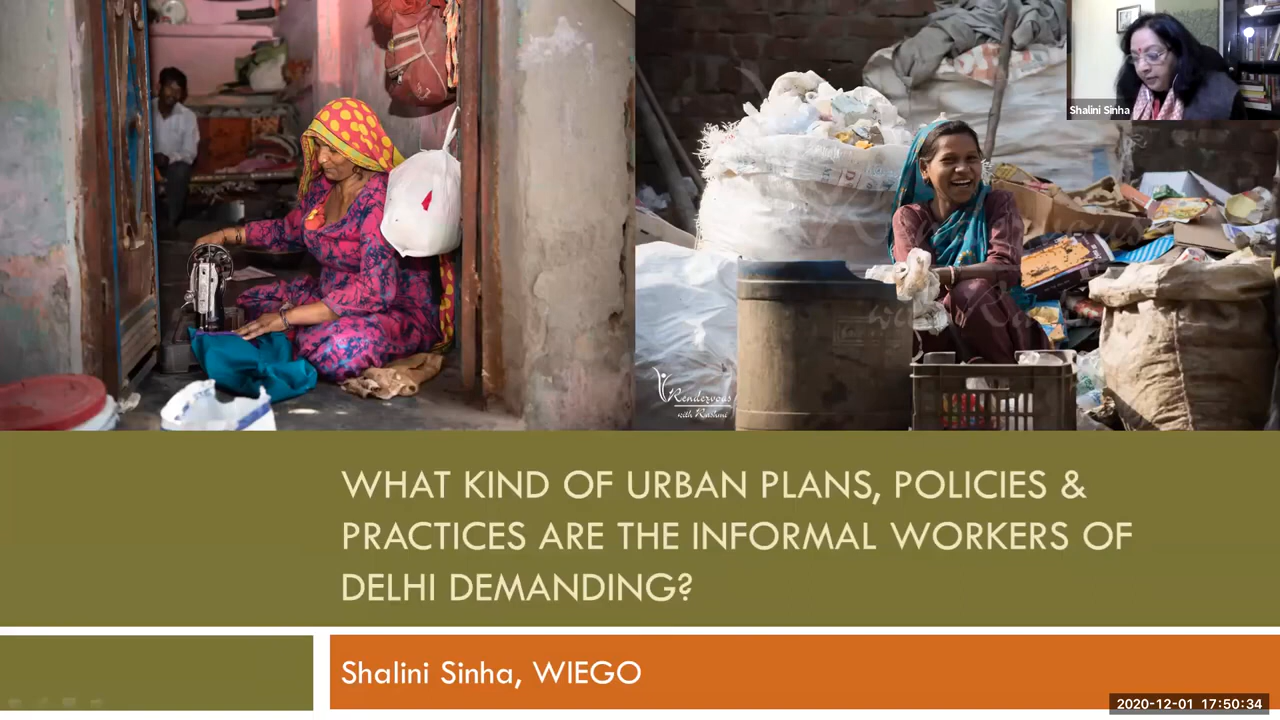 Shalini Sinha
Rendezvous
with Rashmi
WHAT KIND OF URBAN PLANS, POLICIES &
PRACTICES ARE THE INFORMAL WORKERS OF
DELHI DEMANDING?
Shalini Sinha, WIEGO
2020-12-01 17:50:34